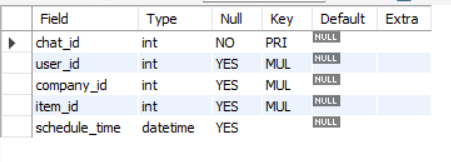 Field Type Null Key Default Extra
chat_id int NO PRI NULL
user_id int YES MUL NULL
company_id int YES MUL NULL
item_id int YES MUL NULL
schedule_time datetime YES NULL